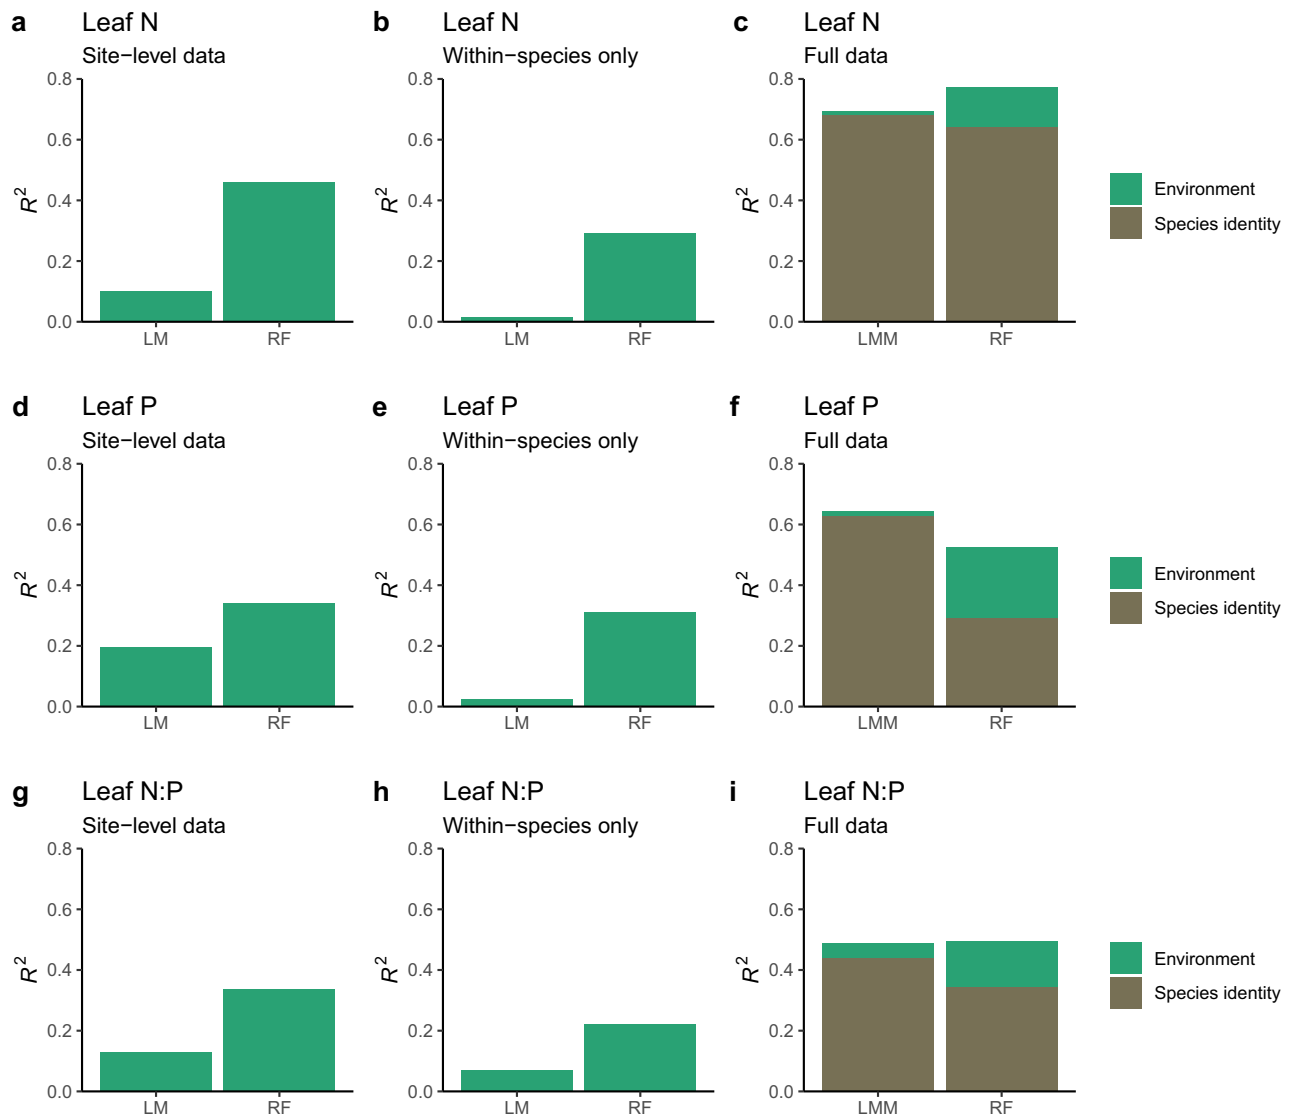 a Leaf N
Site−level data
0.8
0.6
0.4
0.2
0.0
R²
LM RF
b Leaf N
Within−species only
0.8
0.6
0.4
0.2
0.0
R²
LM RF
c Leaf N
Full data
0.8
0.6
0.4
0.2
0.0
R²
LMM RF
Environment
Species identity
d Leaf P
Site−level data
0.8
0.6
0.4
0.2
0.0
R²
LM RF
e Leaf P
Within−species only
0.8
0.6
0.4
0.2
0.0
R²
LM RF
f Leaf P
Full data
0.8
0.6
0.4
0.2
0.0
R²
LMM RF
Environment
Species identity
g Leaf N:P
Site−level data
0.8
0.6
0.4
0.2
0.0
R²
LM RF
h Leaf N:P
Within−species only
0.8
0.6
0.4
0.2
0.0
R²
LM RF
i Leaf N:P
Full data
0.8
0.6
0.4
0.2
0.0
R²
LMM RF
Environment
Species identity